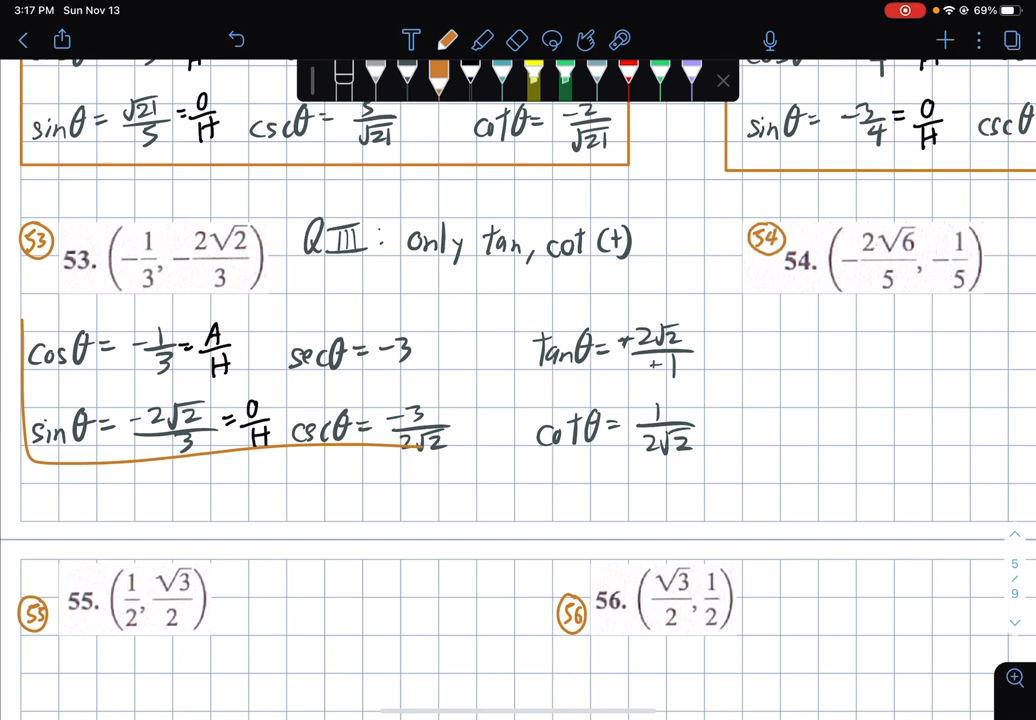 3:17 PM Sun Nov 13 69%
T
sinθ = √21/5 = O/H cscθ = 5/√21 cotθ = -2/√21
sinθ = -3/4 = O/H cscθ
53 53. (-1/3, -2√2/3) QIII: only tan, cot (+)
cosθ = -1/3 = A/H secθ = -3 tanθ = +2√2/+1
sinθ = -2√2/3 = O/H cscθ = -3/2√2 cotθ = 1/2√2
54 54. (-2√6/5, -1/5)
55 55. (1/2, √3/2)
56 56. (√3/2, 1/2)
5/9